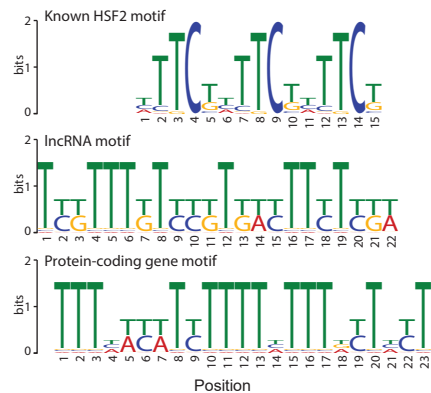 Known HSF2 motif
2
1
0
bits
1 2 3 4 5 6 7 8 9 10 11 12 13 14 15
lncRNA motif
2
1
0
bits
1 2 3 4 5 6 7 8 9 10 11 12 13 14 15 16 17 18 19 20 21 22
Protein-coding gene motif
2
1
0
bits
1 2 3 4 5 6 7 8 9 10 11 12 13 14 15 16 17 18 19 20 21 22 23
Position